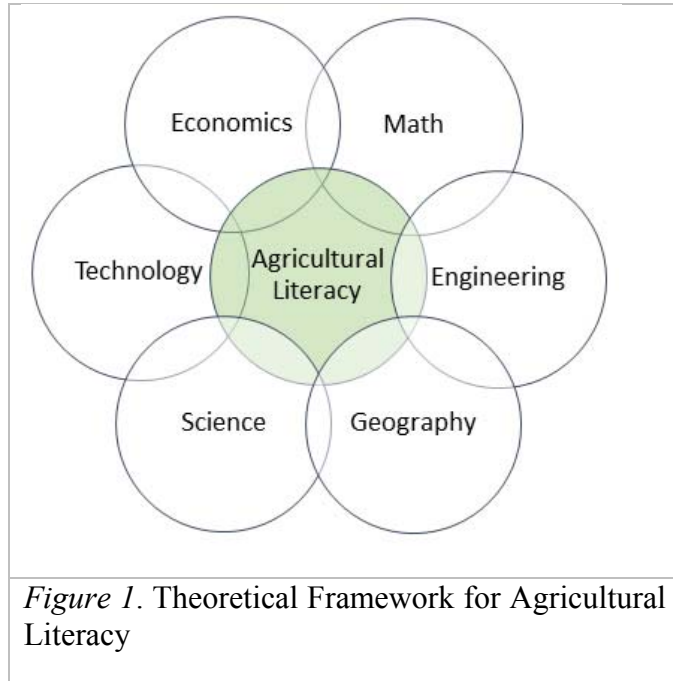 Economics
Math
Technology
Agricultural
Literacy
Engineering
Science
Geography
Figure 1. Theoretical Framework for Agricultural
Literacy